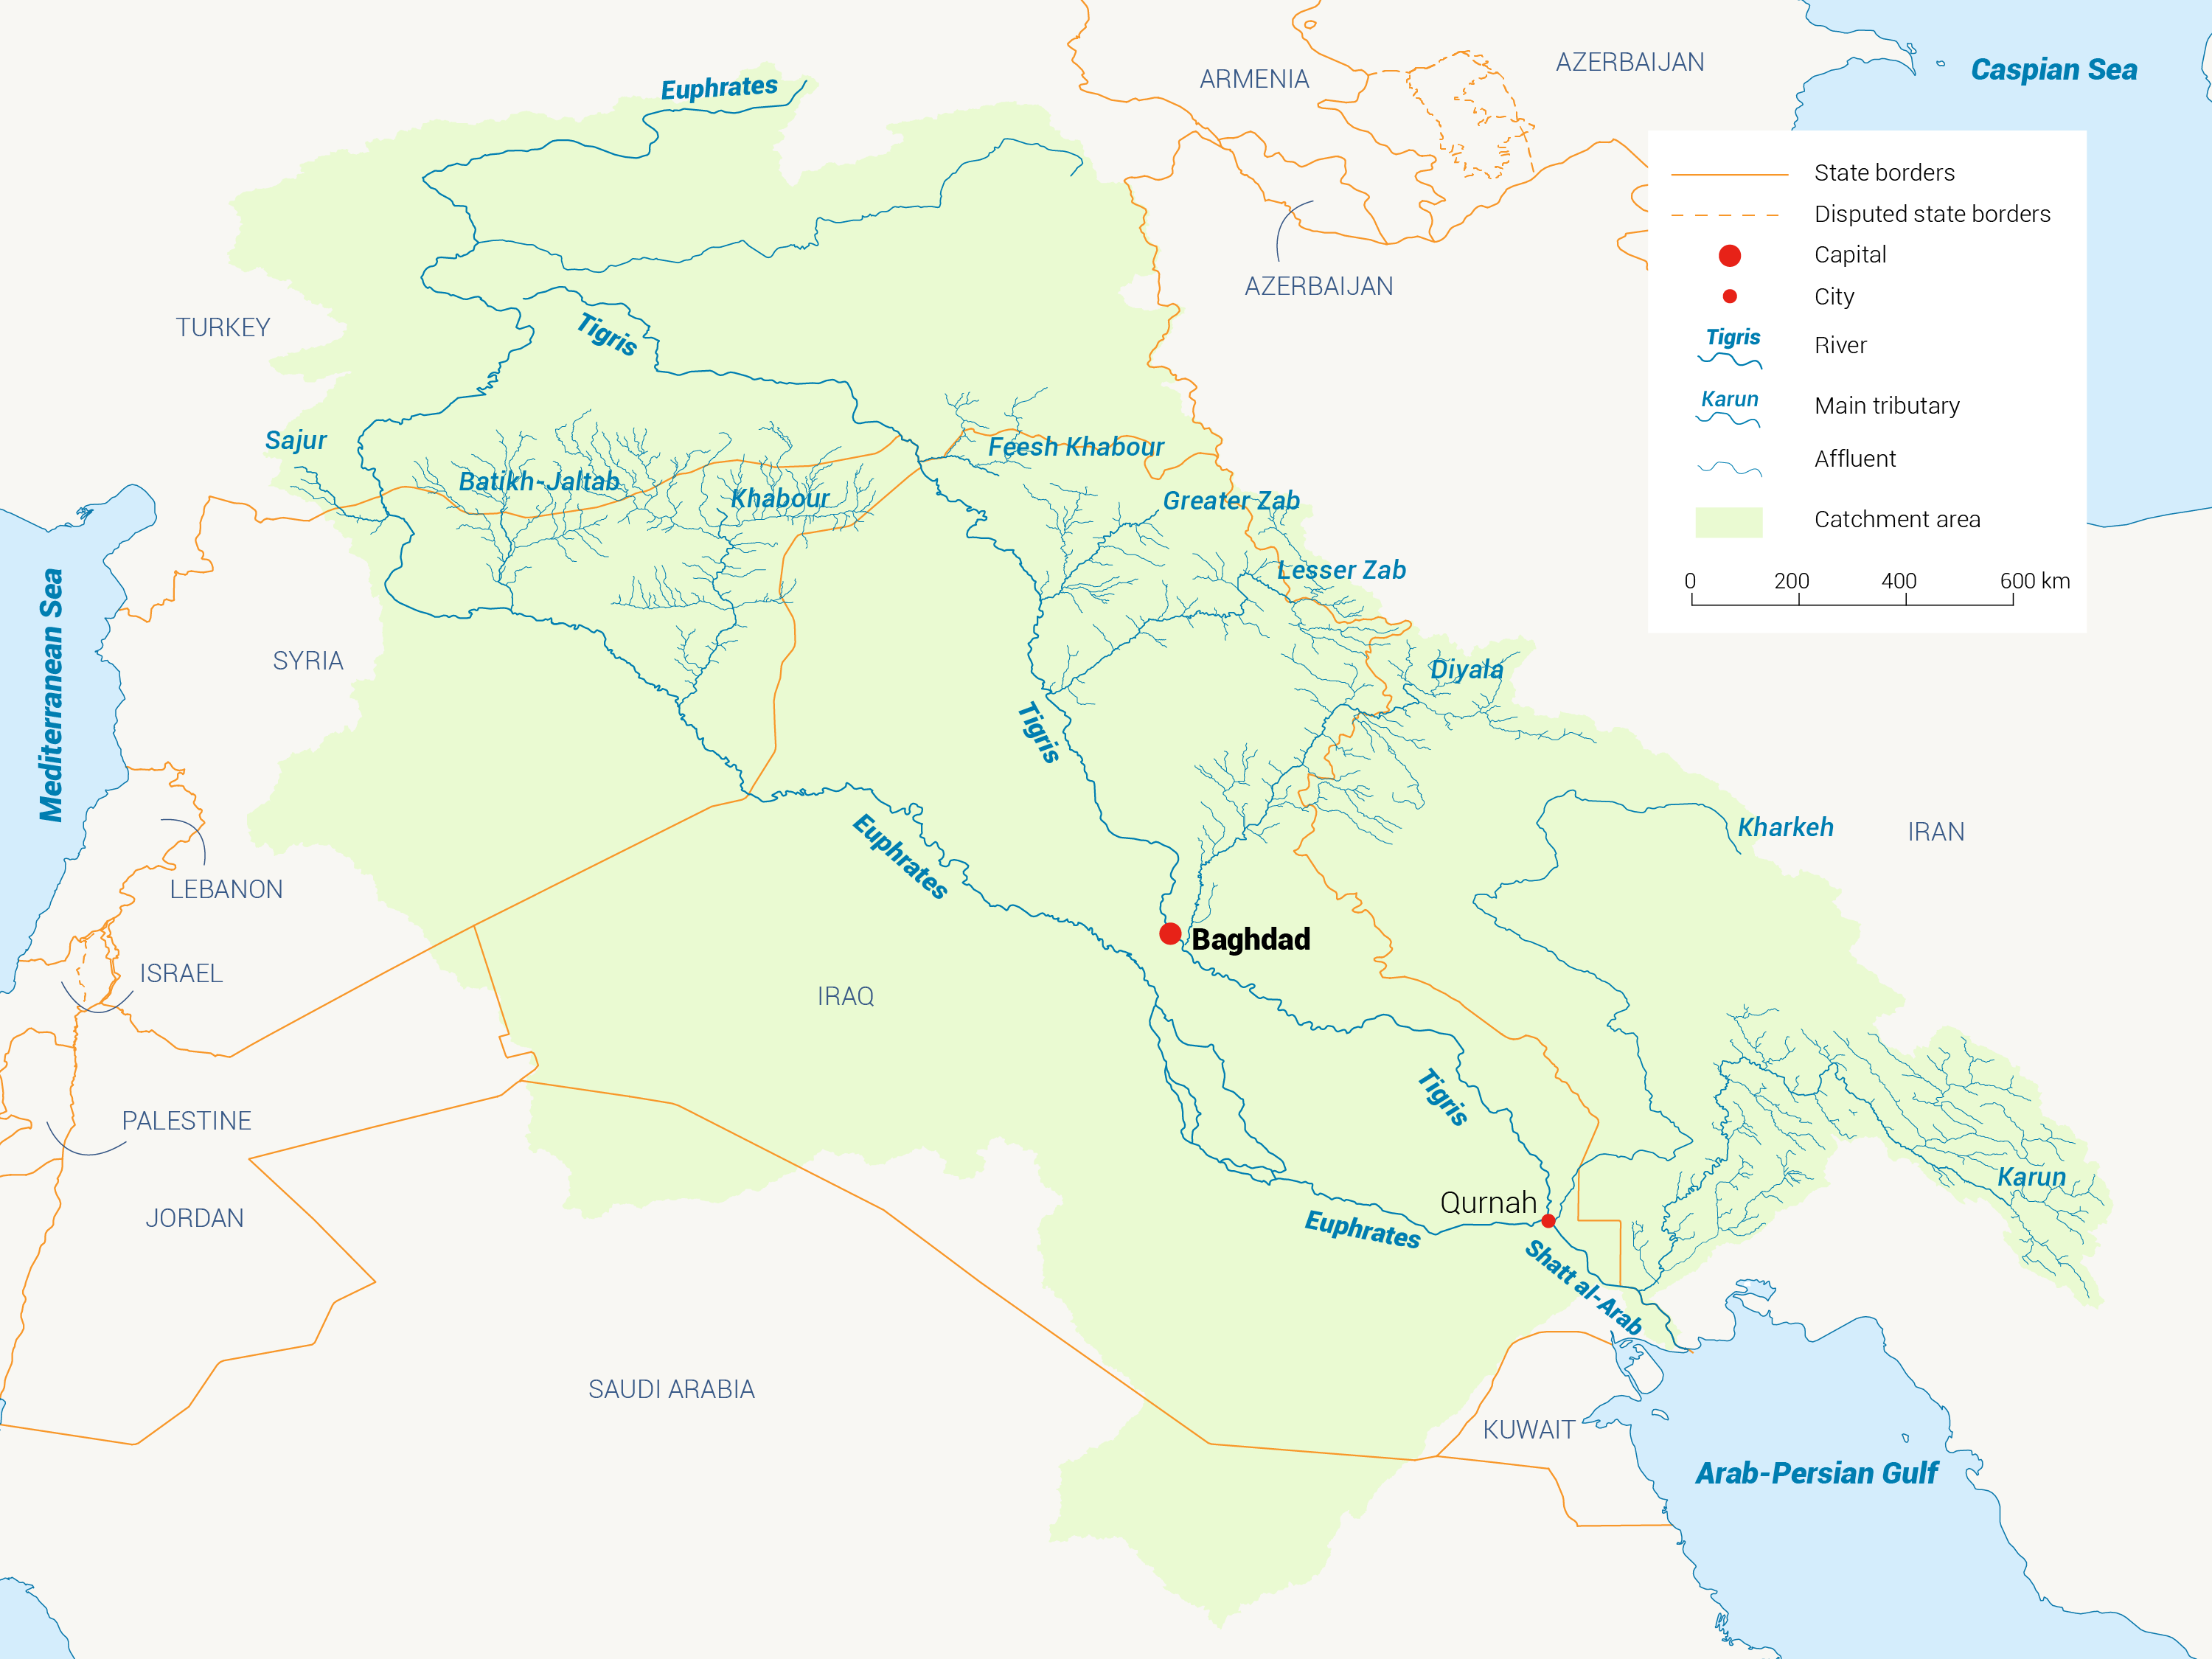 Caspian Sea
AZERBAIJAN
ARMENIA
Euphrates
State borders
Disputed state borders
Capital
City
Tigris
River
Karun
Main tributary
Affluent
Catchment area
0 200 400 600 km
AZERBAIJAN
TURKEY
Tigris
Sajur
Batikh-Jaltab
Khabour
Feesh Khabour
Greater Zab
Lesser Zab
Mediterranean Sea
SYRIA
Diyala
Tigris
Euphrates
Kharkeh
IRAN
LEBANON
Baghdad
ISRAEL
IRAQ
Tigris
PALESTINE
Karun
JORDAN
Qurnah
Euphrates
Shatt al-Arab
SAUDI ARABIA
KUWAIT
Arab-Persian Gulf